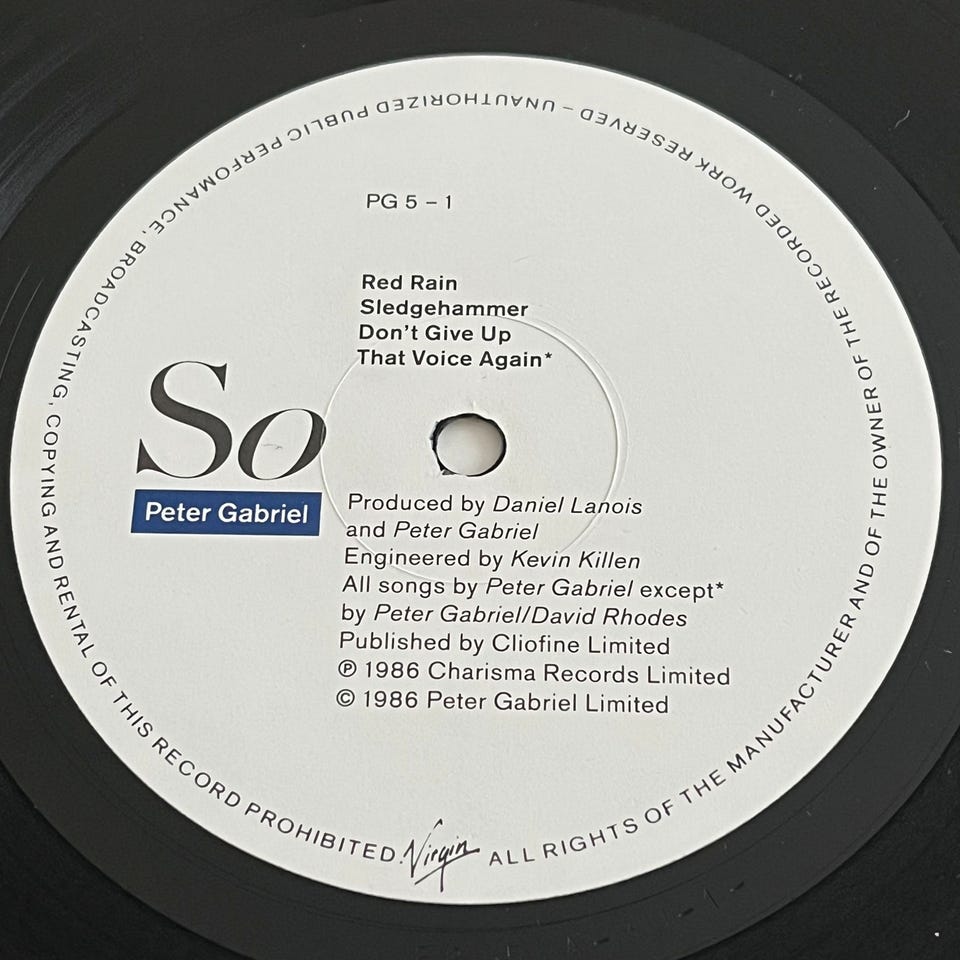 PG 5 – 1
Red Rain
Sledgehammer
Don't Give Up
That Voice Again*
So
Peter Gabriel
Produced by Daniel Lanois
and Peter Gabriel
Engineered by Kevin Killen
All songs by Peter Gabriel except*
by Peter Gabriel/David Rhodes
Published by Cliofine Limited
℗ 1986 Charisma Records Limited
© 1986 Peter Gabriel Limited
Virgin
ALL RIGHTS OF THE MANUFACTURER AND OF THE OWNER OF THE RECORDED WORK RESERVED – UNAUTHORIZED PUBLIC PERFOMANCE, BROADCASTING, COPYING AND RENTAL OF THIS RECORD PROHIBITED.